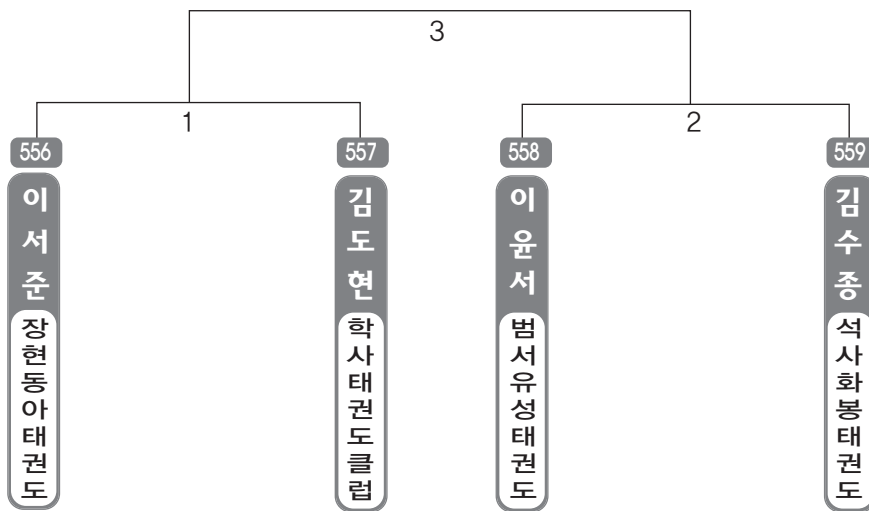 3
1
2
556
이서준
장현동아태권도
557
김도현
학사태권도클럽
558
이윤서
범서유성태권도
559
김수종
석사화봉태권도